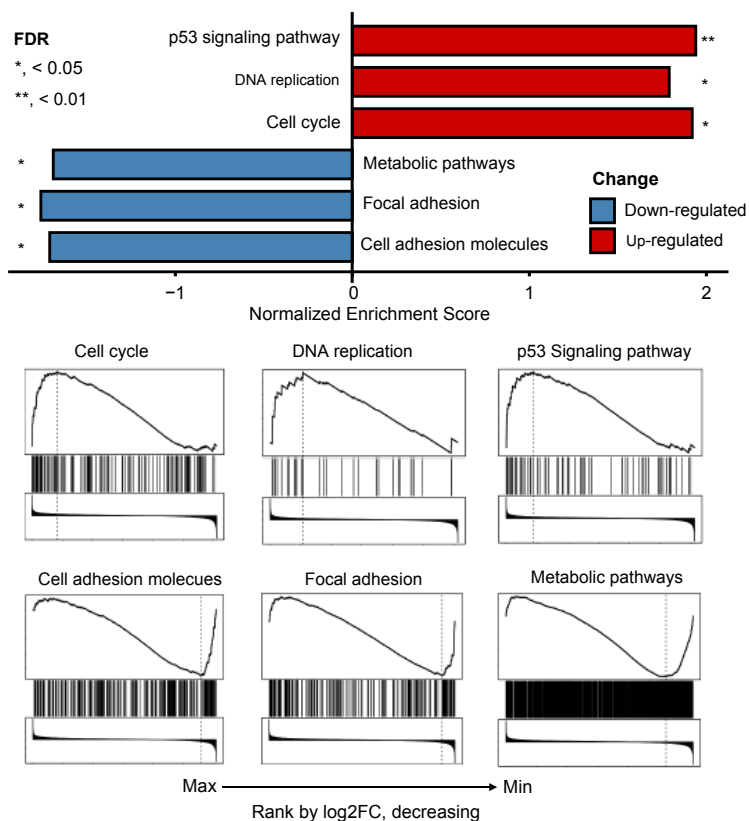 FDR
*, < 0.05
**, < 0.01
p53 signaling pathway
**
DNA replication
*
Cell cycle
*
*
Metabolic pathways
*
Focal adhesion
*
Cell adhesion molecules
Change
Down-regulated
Up-regulated
−1 0 1 2
Normalized Enrichment Score
Cell cycle DNA replication p53 Signaling pathway
Cell adhesion molecues Focal adhesion Metabolic pathways
Max Min
Rank by log2FC, decreasing